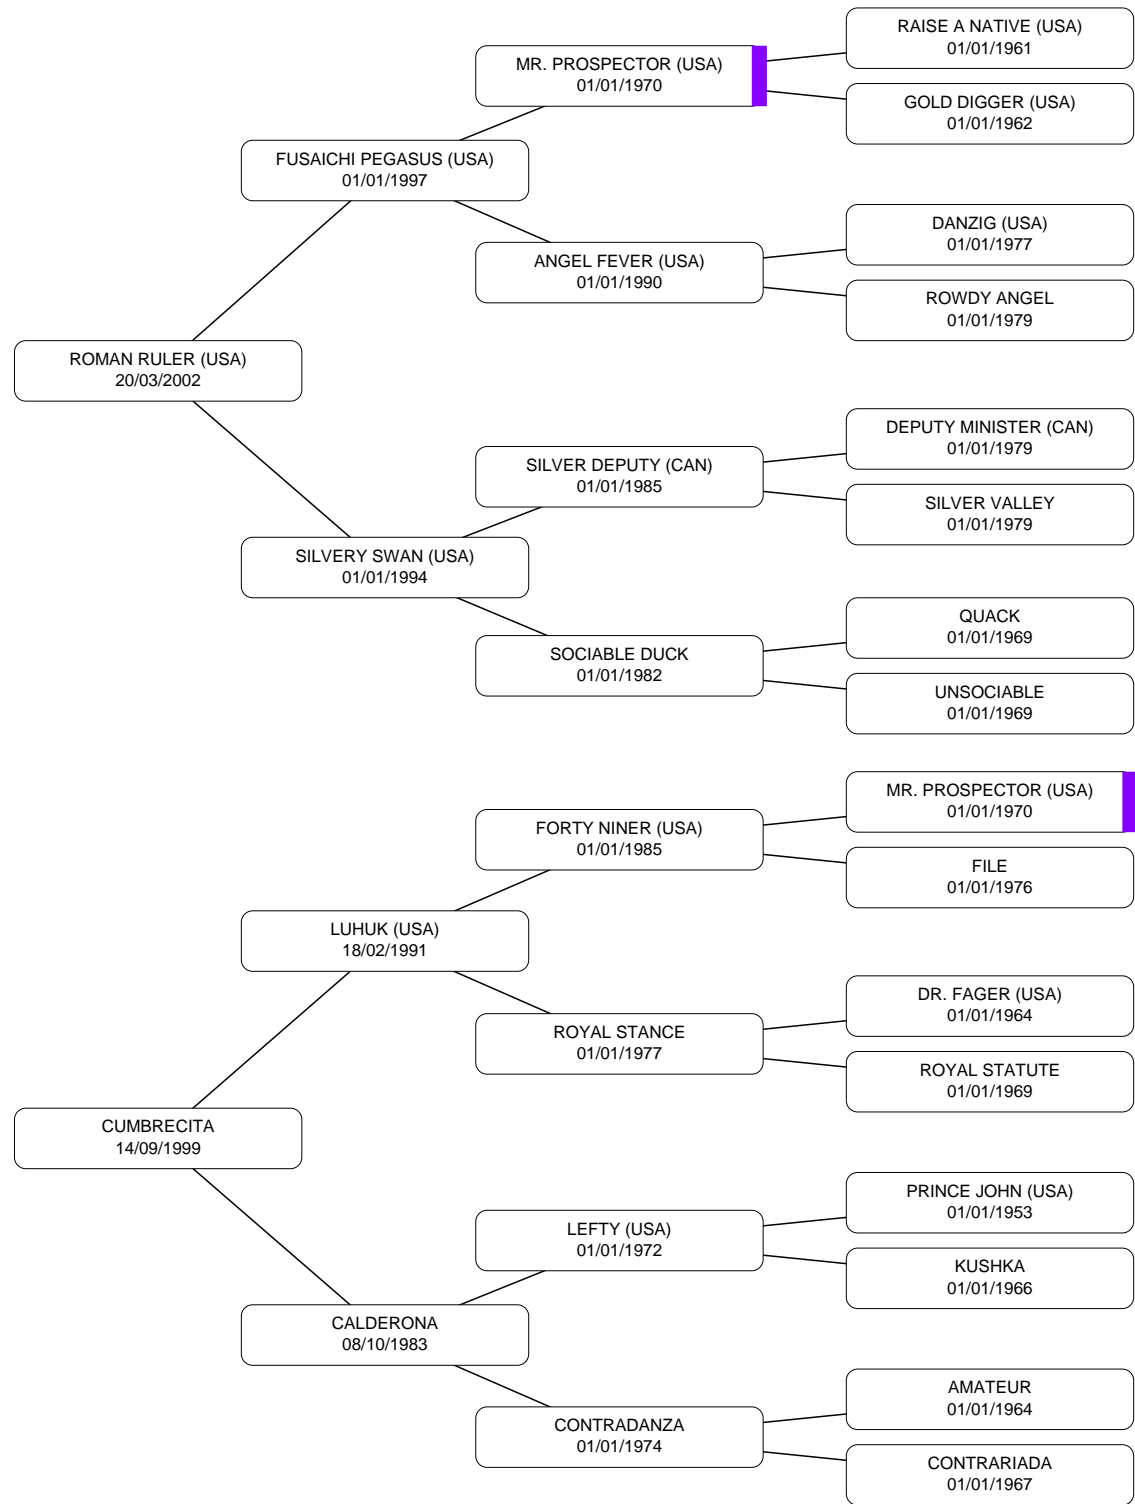 RAISE A NATIVE (USA)
01/01/1961
MR. PROSPECTOR (USA)
01/01/1970
GOLD DIGGER (USA)
01/01/1962
FUSAICHI PEGASUS (USA)
01/01/1997
DANZIG (USA)
01/01/1977
ANGEL FEVER (USA)
01/01/1990
ROWDY ANGEL
01/01/1979
ROMAN RULER (USA)
20/03/2002
DEPUTY MINISTER (CAN)
01/01/1979
SILVER DEPUTY (CAN)
01/01/1985
SILVER VALLEY
01/01/1979
SILVERY SWAN (USA)
01/01/1994
QUACK
01/01/1969
SOCIABLE DUCK
01/01/1982
UNSOCIABLE
01/01/1969
MR. PROSPECTOR (USA)
01/01/1970
FORTY NINER (USA)
01/01/1985
FILE
01/01/1976
LUHUK (USA)
18/02/1991
DR. FAGER (USA)
01/01/1964
ROYAL STANCE
01/01/1977
ROYAL STATUTE
01/01/1969
CUMBRECITA
14/09/1999
PRINCE JOHN (USA)
01/01/1953
LEFTY (USA)
01/01/1972
KUSHKA
01/01/1966
CALDERONA
08/10/1983
AMATEUR
01/01/1964
CONTRADANZA
01/01/1974
CONTRARIADA
01/01/1967